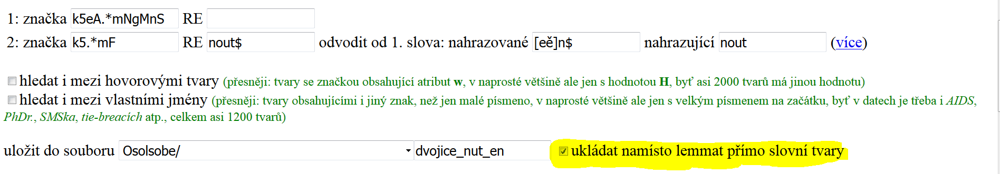 1: značka k5eA.*mNgMnS RE
2: značka k5.*mF RE nout$ odvodit od 1. slova: nahrazované [eě]n$ nahrazující nout (více)
hledat i mezi hovorovými tvary (přesněji: tvary se značkou obsahující atribut w, v naprosté většině ale jen s hodnotou H, byť asi 2000 tvarů má jinou hodnotu)
hledat i mezi vlastními jmény (přesněji: tvary obsahujícími i jiný znak, než jen malé písmeno, v naprosté většině ale jen s velkým písmenem na začátku, byť v datech je třeba i AIDS,
PhDr., SMSka, tie-breacích atp., celkem asi 1200 tvarů)
uložit do souboru Osolsobe/ dvojice_nut_en ukládat namísto lemmat přímo slovní tvary